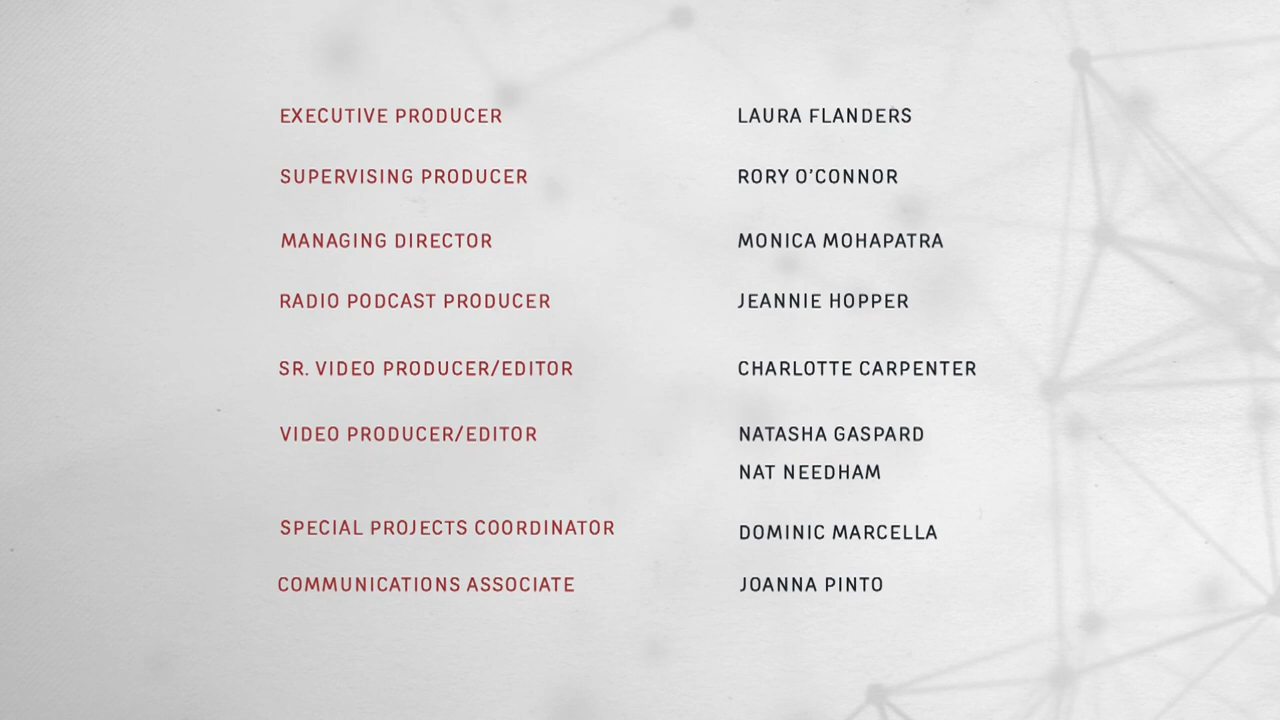 EXECUTIVE PRODUCER LAURA FLANDERS
SUPERVISING PRODUCER RORY O’CONNOR
MANAGING DIRECTOR MONICA MOHAPATRA
RADIO PODCAST PRODUCER JEANNIE HOPPER
SR. VIDEO PRODUCER/EDITOR CHARLOTTE CARPENTER
VIDEO PRODUCER/EDITOR NATASHA GASPARD
NAT NEEDHAM
SPECIAL PROJECTS COORDINATOR DOMINIC MARCELLA
COMMUNICATIONS ASSOCIATE JOANNA PINTO